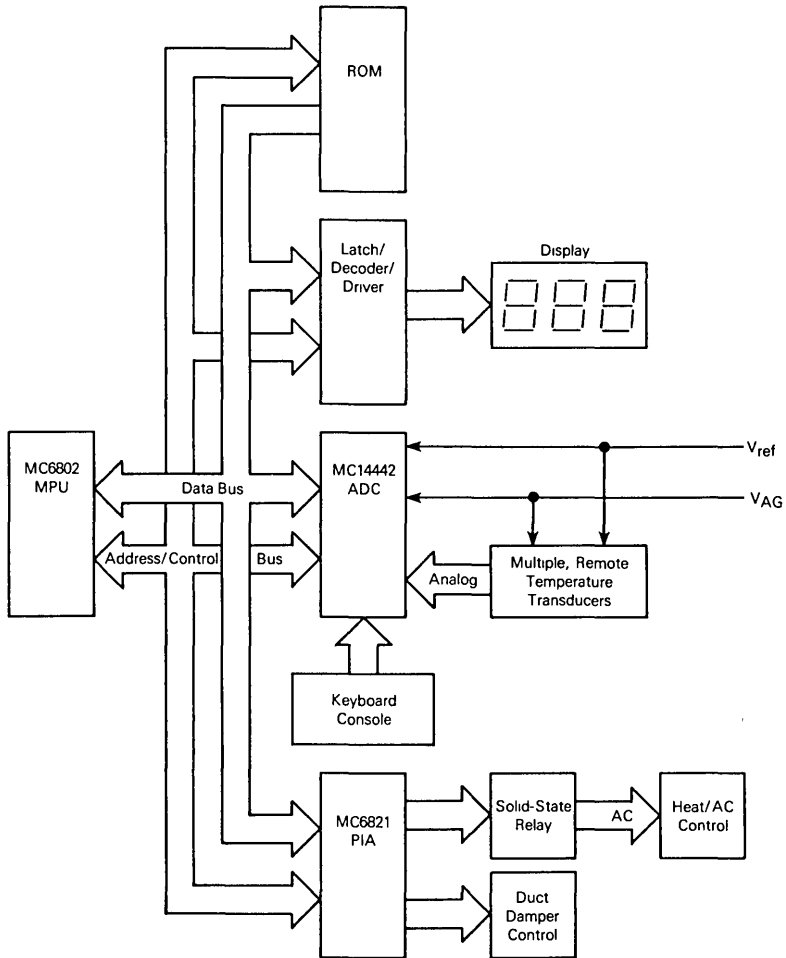 ROM
Latch/
Decoder/
Driver
Display
888
MC6802
MPU
Data Bus
MC14442
ADC
Vref
VAG
Address/Control
Bus
Analog
Multiple, Remote
Temperature
Transducers
Keyboard
Console
MC6821
PIA
Solid-State
Relay
AC
Heat/AC
Control
Duct
Damper
Control